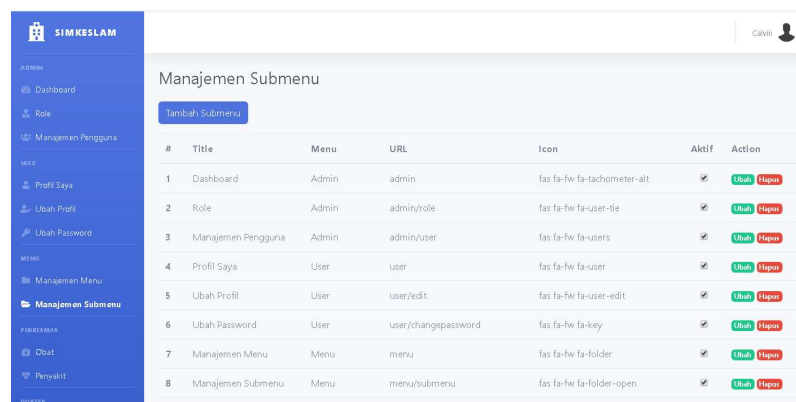 SIMKESLAM
Calvin
ADMIN
Dashboard
Role
Manajemen Pengguna
USER
Profil Saya
Ubah Profil
Ubah Password
MENU
Manajemen Menu
Manajemen Submenu
PUSKESMAS
Obat
Penyakit
DOKTER
Manajemen Submenu
Tambah Submenu
# Title Menu URL Icon Aktif Action
1 Dashboard Admin admin fas fa-fw fa-tachometer-alt Ubah Hapus
2 Role Admin admin/role fas fa-fw fa-user-tie Ubah Hapus
3 Manajemen Pengguna Admin admin/user fas fa-fw fa-users Ubah Hapus
4 Profil Saya User user fas fa-fw fa-user Ubah Hapus
5 Ubah Profil User user/edit fas fa-fw fa-user-edit Ubah Hapus
6 Ubah Password User user/changepassword fas fa-fw fa-key Ubah Hapus
7 Manajemen Menu Menu menu fas fa-fw fa-folder Ubah Hapus
8 Manajemen Submenu Menu menu/submenu fas fa-fw fa-folder-open Ubah Hapus